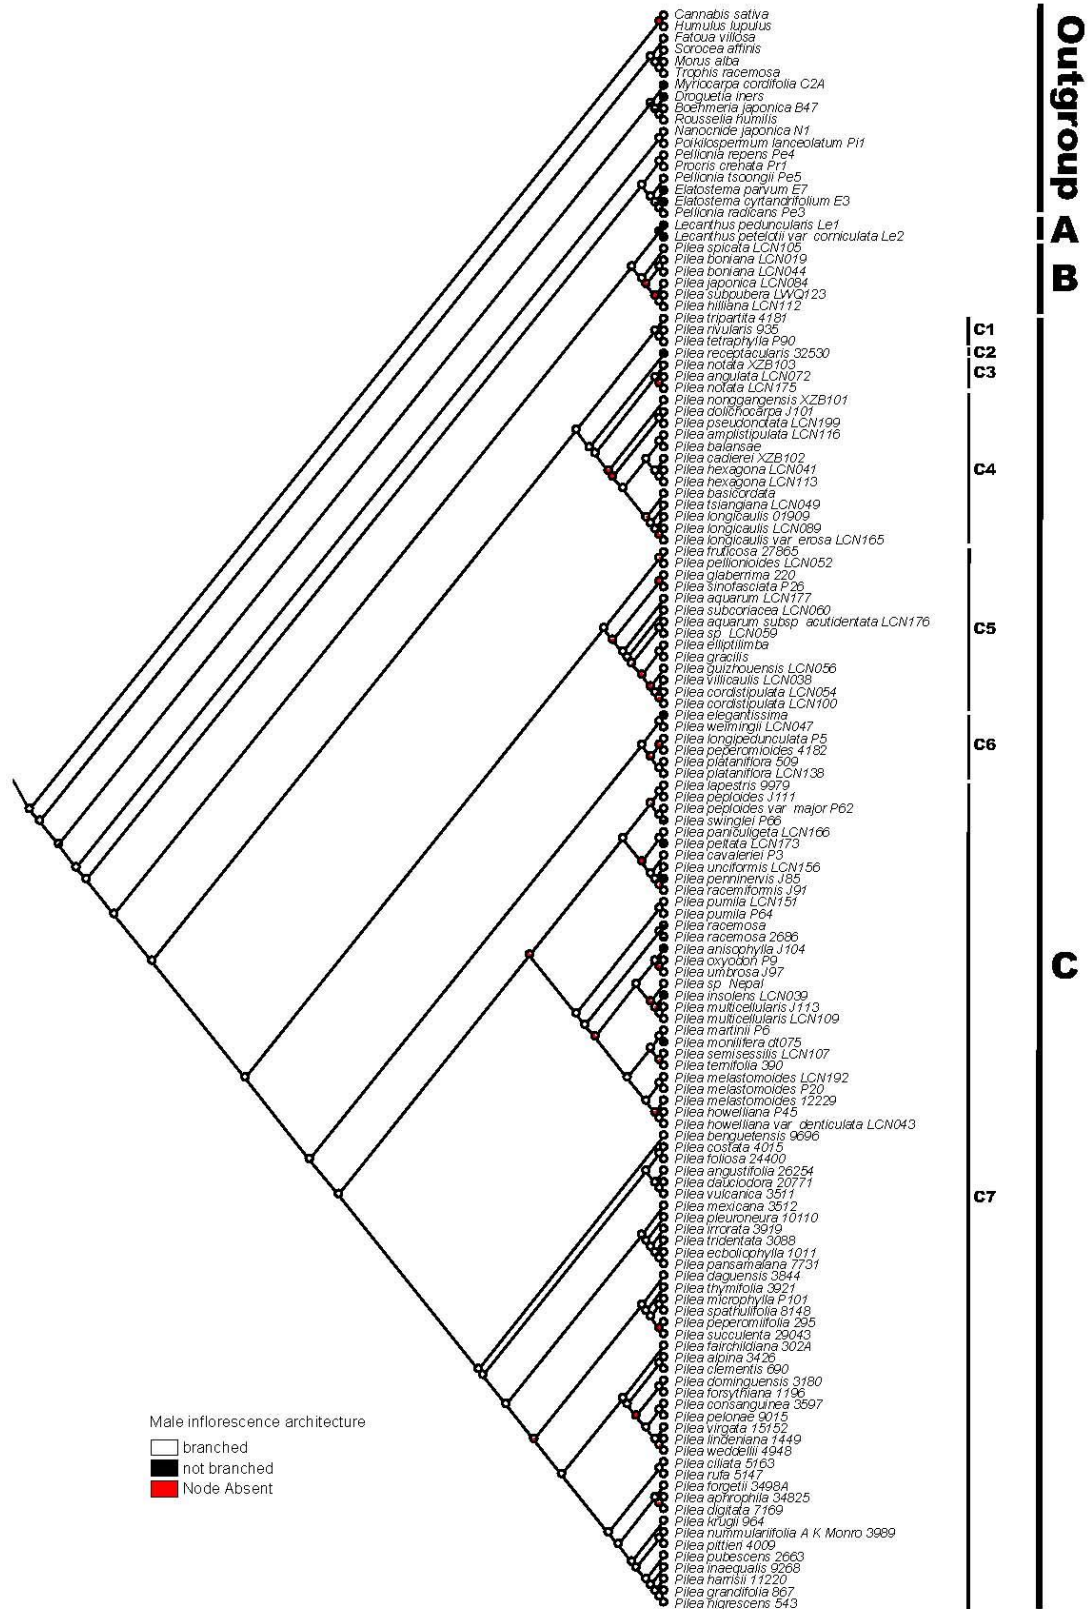 Cannabis sativa
Humulus lupulus
Fatoua villosa
Sorocea affinis
Morus alba
Trophis racemosa
Myriocarpa cordifolia C2A
Droguetia iners
Boehmeria japonica B47
Rousselia humilis
Nanocnide japonica N1
Poikilospermum lanceolatum Pi1
Pellionia repens Pe4
Procris crenata Pr1
Pellionia tsoongii Pe5
Elatostema parvum E7
Elatostema cyrtandrifolium E3
Pellionia radicans Pe3
Outgroup
Lecanthus peduncularis Le1
Lecanthus petelotii var corniculata Le2
A
Pilea spicata LCN105
Pilea boniana LCN019
Pilea boniana LCN044
Pilea japonica LCN084
Pilea subpubera LWQ123
Pilea hilliana LCN112
B
Pilea tripartita 4181
Pilea rivularis 935
Pilea tetraphylla P90
C1
Pilea receptacularis 32530
C2
Pilea notata XZB103
Pilea angulata LCN072
Pilea notata LCN175
C3
Pilea nonggangensis XZB101
Pilea dolichocarpa J101
Pilea pseudonotata LCN199
Pilea amplistipulata LCN116
Pilea balansae
Pilea cadierei XZB102
Pilea hexagona LCN041
Pilea hexagona LCN113
Pilea basicordata
Pilea tsiangiana LCN049
Pilea longicaulis 01909
Pilea longicaulis LCN089
Pilea longicaulis var erosa LCN165
C4
Pilea fruticosa 27865
Pilea pellionioides LCN052
Pilea glaberrima 220
Pilea sinofasciata P26
Pilea aquarum LCN177
Pilea subcoriacea LCN060
Pilea aquarum subsp acutidentata LCN176
Pilea sp LCN059
Pilea elliptilimba
Pilea gracilis
Pilea guizhouensis LCN056
Pilea villicaulis LCN038
Pilea cordistipulata LCN054
Pilea cordistipulata LCN100
C5
Pilea elegantissima
Pilea weimingii LCN047
Pilea longipedunculata P5
Pilea peperomioides 4182
Pilea plataniflora 509
Pilea plataniflora LCN138
C6
Pilea lapestris 9979
Pilea peploides J111
Pilea peploides var major P62
Pilea swinglei P66
Pilea paniculigeta LCN166
Pilea peltata LCN173
Pilea cavaleriei P3
Pilea unciformis LCN156
Pilea penninervis J85
Pilea racemiformis J91
Pilea pumila LCN151
Pilea pumila P64
Pilea racemosa
Pilea racemosa 2686
Pilea anisophylla J104
Pilea oxyodon P9
Pilea umbrosa J97
Pilea sp Nepal
Pilea insolens LCN039
Pilea multicellularis J113
Pilea multicellularis LCN109
Pilea martinii P6
Pilea monilifera dt075
Pilea semisessilis LCN107
Pilea ternifolia 390
Pilea melastomoides LCN192
Pilea melastomoides P20
Pilea melastomoides 12229
Pilea howelliana P45
Pilea howelliana var denticulata LCN043
Pilea benguetensis 9696
Pilea costata 4015
Pilea foliosa 24400
Pilea angustifolia 26254
Pilea dauciodora 20771
Pilea vulcanica 3511
Pilea mexicana 3512
Pilea pleuroneura 10110
Pilea irrorata 3919
Pilea tridentata 3088
Pilea ecboliophylla 1011
Pilea pansamalana 7731
Pilea daguensis 3844
Pilea thymifolia 3921
Pilea microphylla P101
Pilea spathulifolia 8148
Pilea peperomiifolia 295
Pilea succulenta 29043
Pilea fairchildiana 302A
Pilea alpina 3426
Pilea clementis 690
Pilea dominguensis 3180
Pilea forsythiana 1196
Pilea consanguinea 3597
Pilea pelonae 9015
Pilea virgata 15152
Pilea lindeniana 1449
Pilea weddellii 4948
Pilea ciliata 5163
Pilea rufa 5147
Pilea forgetii 3498A
Pilea aphrophila 34825
Pilea digitata 7169
Pilea krugii 964
Pilea nummulariifolia A K Monro 3989
Pilea pittieri 4009
Pilea pubescens 2663
Pilea inaequalis 9268
Pilea harrisii 11220
Pilea grandifolia 867
Pilea nigrescens 543
C7
C
Male inflorescence architecture
branched
not branched
Node Absent